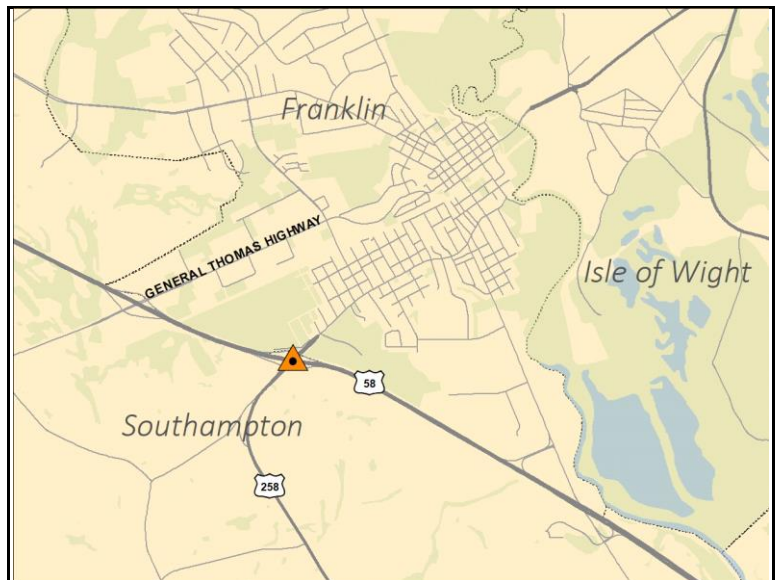 Franklin
GENERAL THOMAS HIGHWAY
Isle of Wight
58
Southampton
258